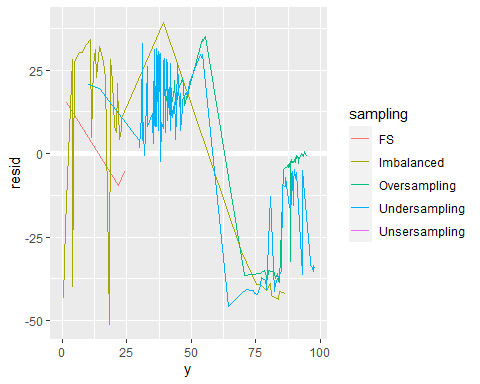 25
0
-25
-50
resid
0
25
50
75
100
y
sampling
FS
Imbalanced
Oversampling
Undersampling
Unsersampling